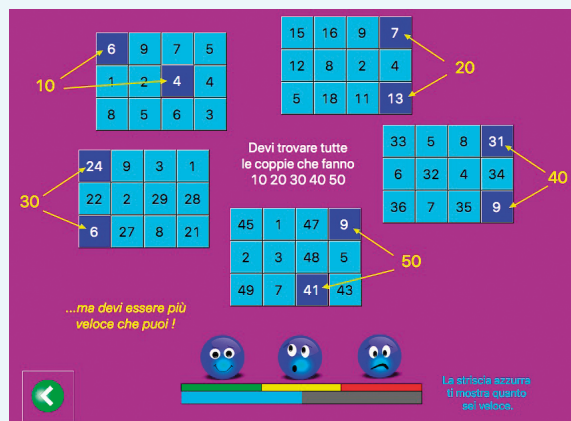 6 9 7 5
1 2 4 4
8 5 6 3
10
15 16 9 7
12 8 2 4
5 18 11 13
20
Devi trovare tutte
le coppie che fanno
10 20 30 40 50
24 9 3 1
22 2 29 28
6 27 8 21
30
33 5 8 31
6 32 4 34
36 7 35 9
40
45 1 47 9
2 3 48 5
49 7 41 43
50
...ma devi essere più
veloce che puoi !
La striscia azzurra
ti mostra quanto
sei veloce.